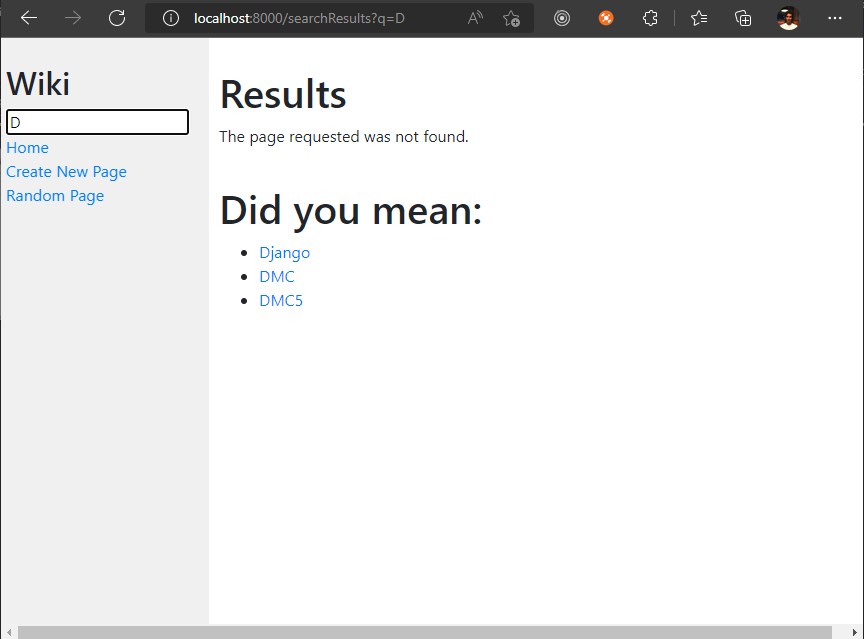 localhost:8000/searchResults?q=D
Wiki
D
Home
Create New Page
Random Page
Results
The page requested was not found.
Did you mean:
Django
DMC
DMC5